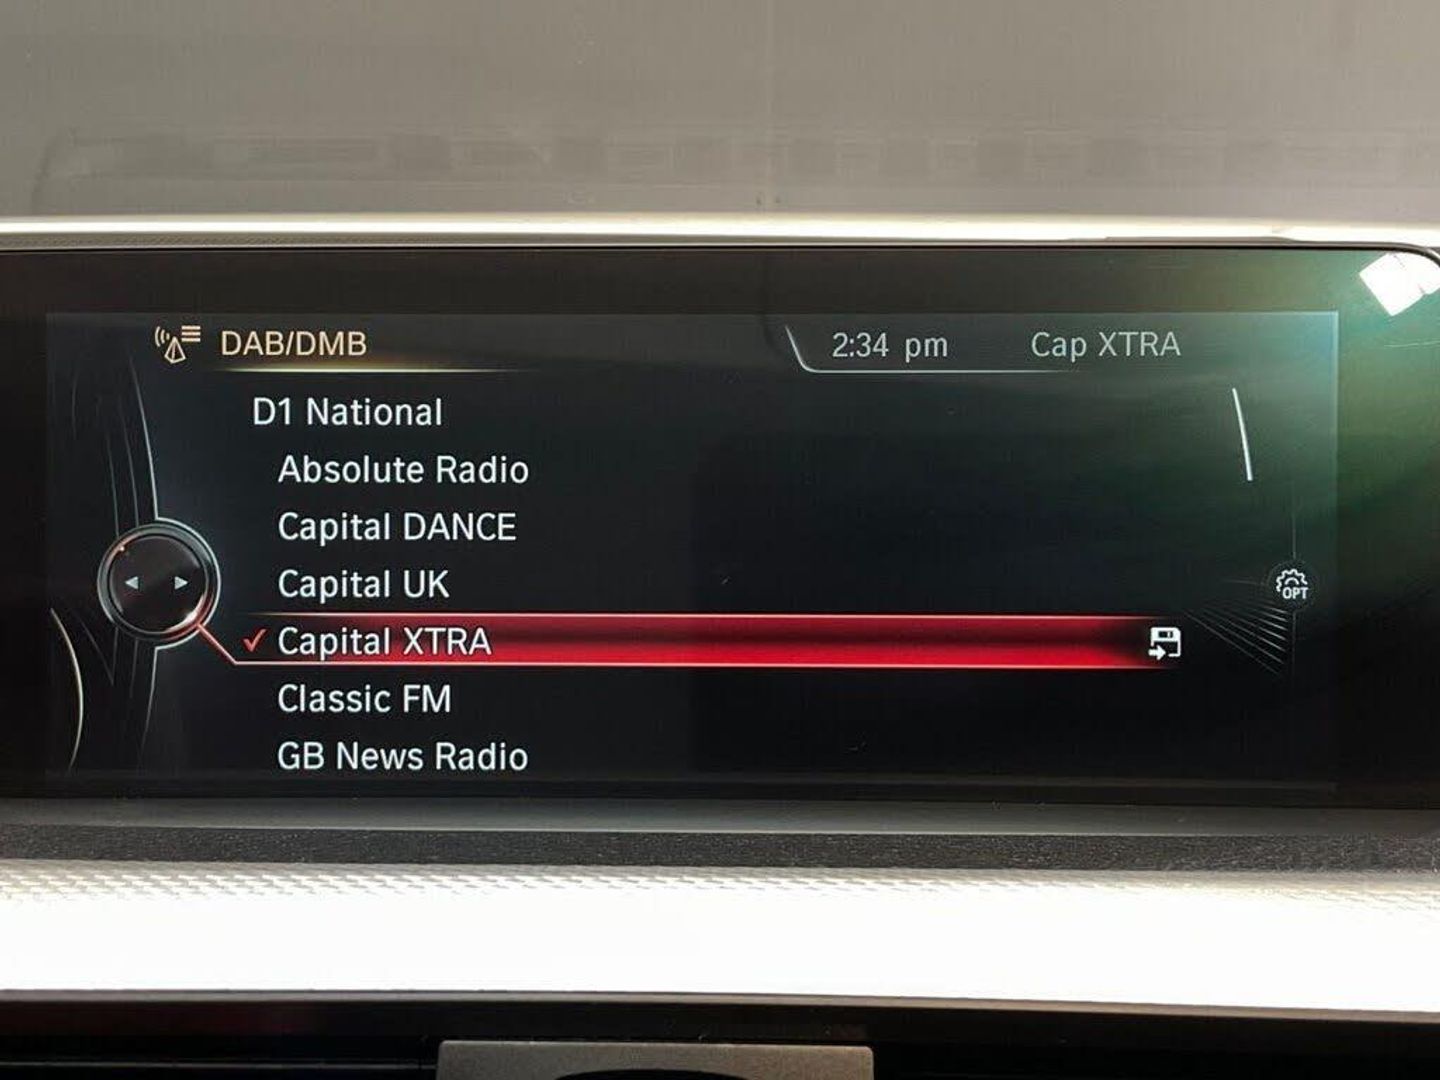 DAB/DMB
2:34 pm
Cap XTRA
D1 National
Absolute Radio
Capital DANCE
Capital UK
Capital XTRA
OPT
Classic FM
GB News Radio